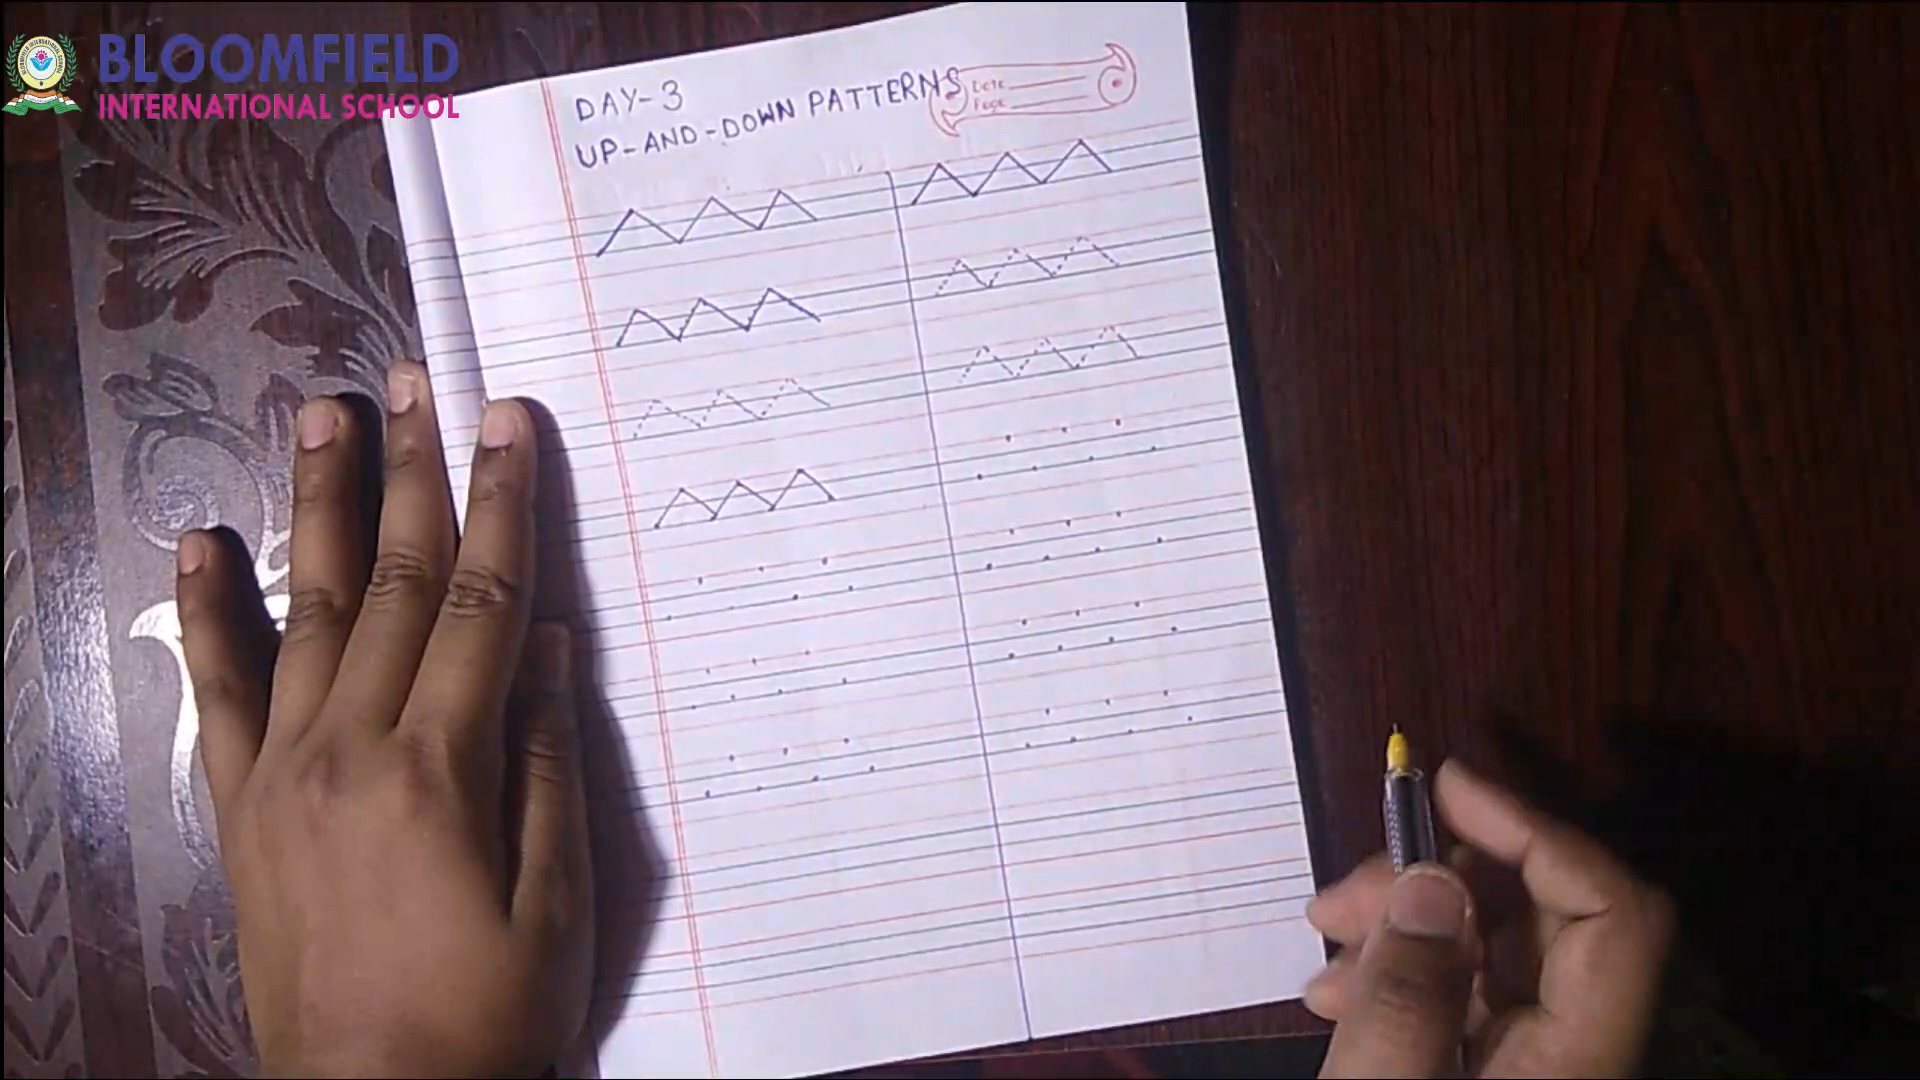 BLOOMFIELD
INTERNATIONAL SCHOOL
DAY-3
UP-AND-DOWN PATTERNS
Date
Page